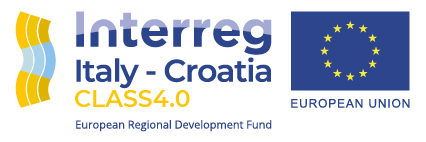 Interreg
Italy - Croatia
CLASS4.0
European Regional Development Fund
EUROPEAN UNION